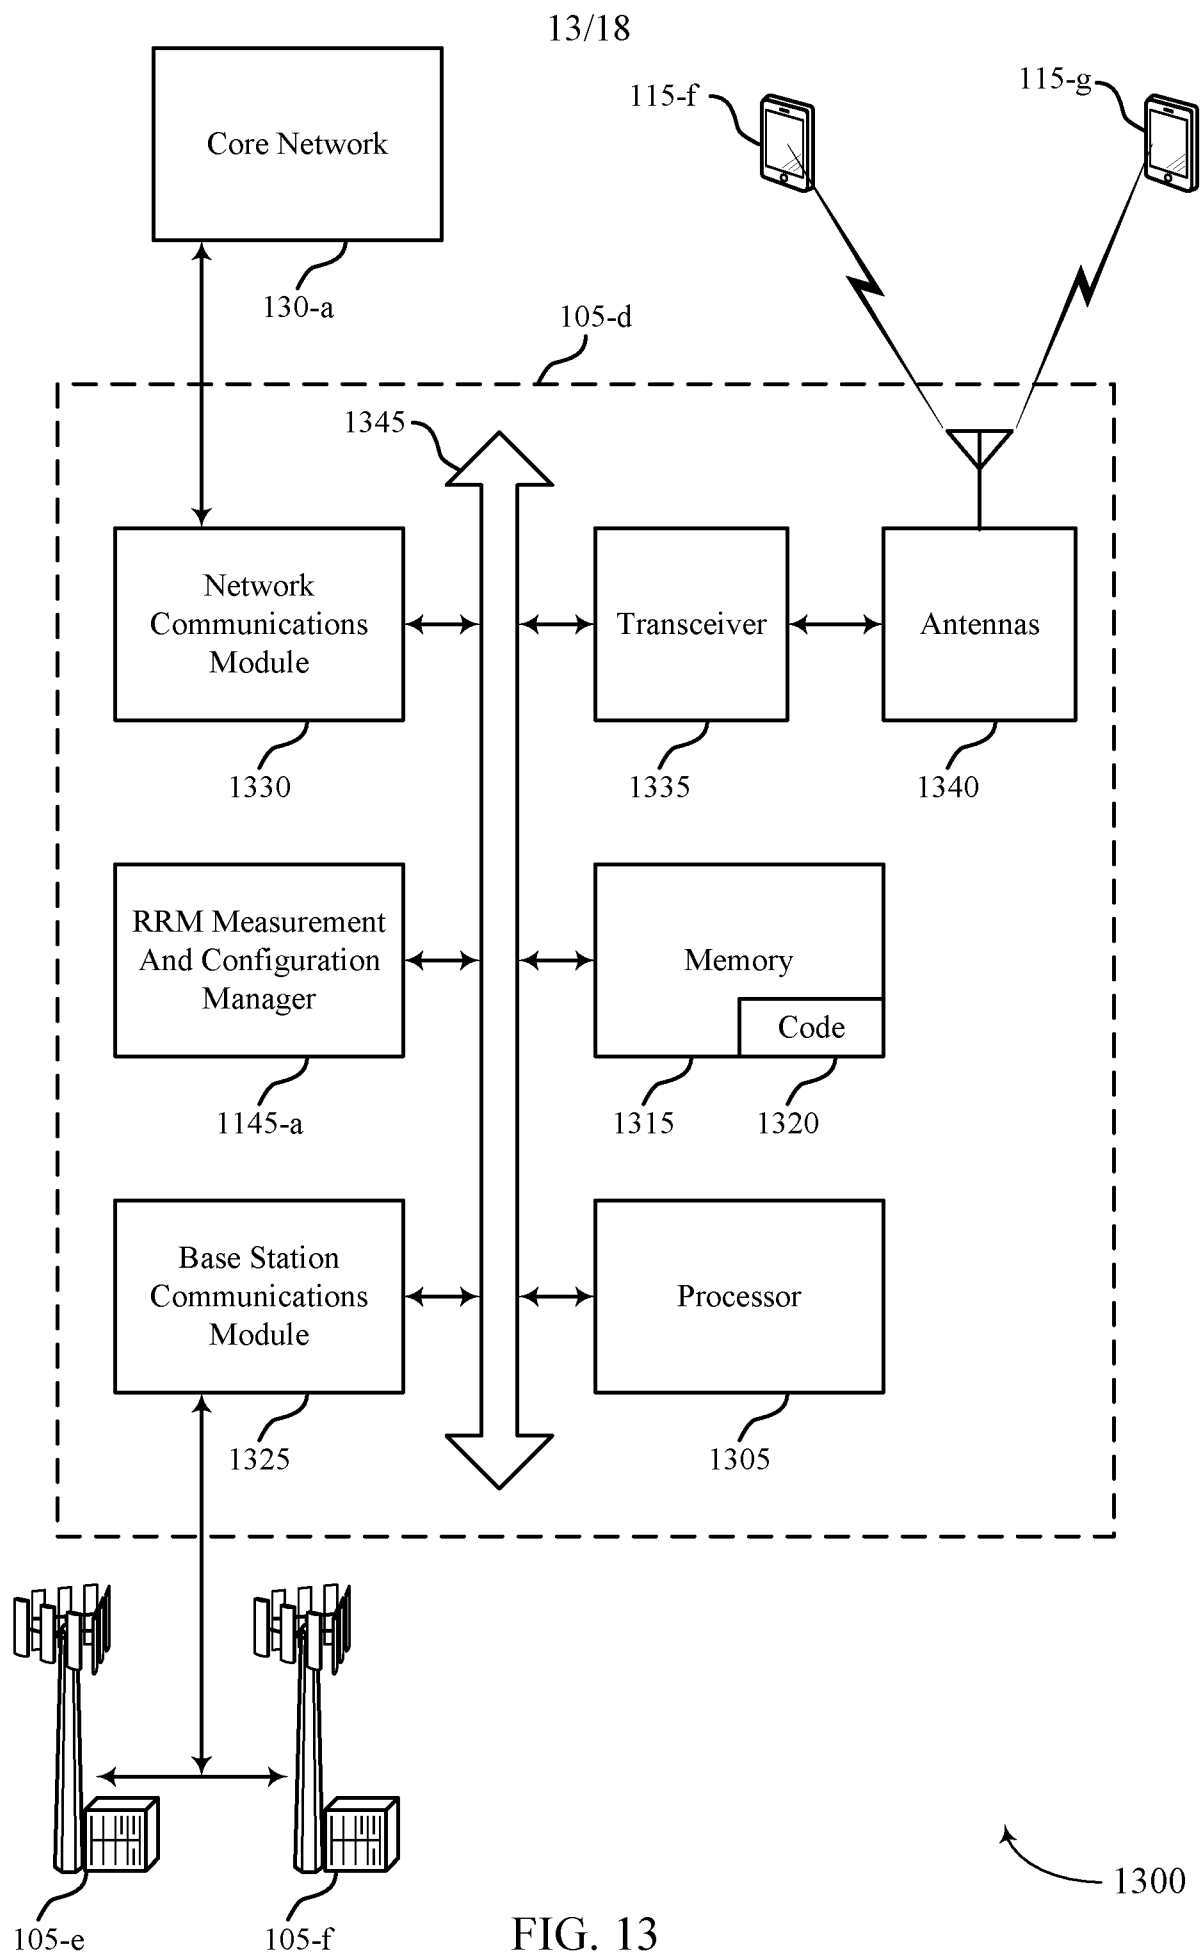 13/18
Core Network
130-a
115-f
115-g
105-d
1345
Network
Communications
Module
1330
Transceiver
1335
Antennas
1340
RRM Measurement
And Configuration
Manager
1145-a
Memory
Code
1315
1320
Base Station
Communications
Module
1325
Processor
1305
105-e
105-f
1300
FIG. 13